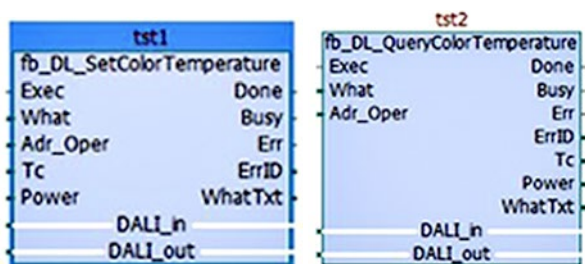 tst1
fb_DL_SetColorTemperature
Exec Done
What Busy
Adr_Oper Err
Tc ErrID
Power WhatTxt
DALI_in
DALI_out
tst2
fb_DL_QueryColorTemperature
Exec Done
What Busy
Adr_Oper Err
ErrID
Tc
Power
WhatTxt
DALI_in
DALI_out